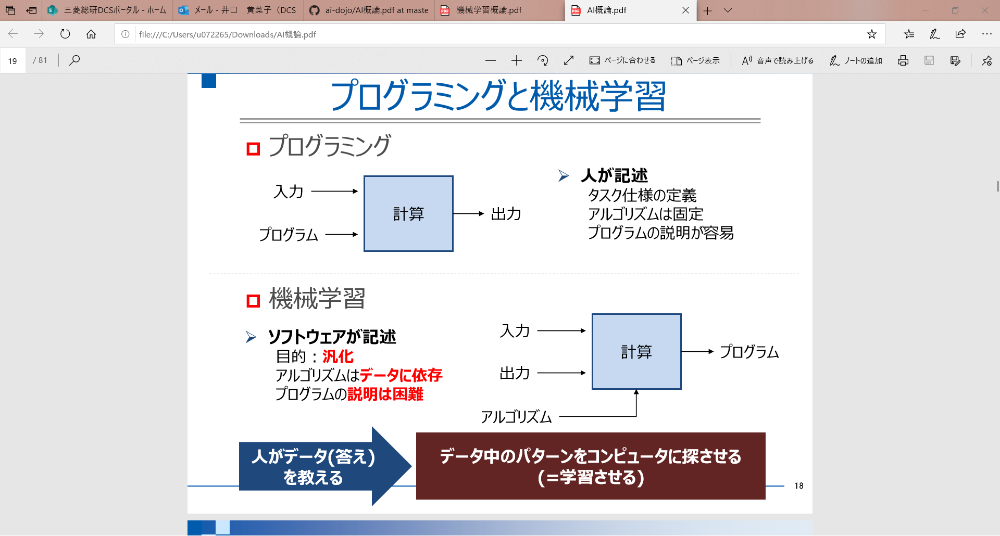 三菱総研DCSポータル - ホーム
メール - 井口 黄菜子（DCS
ai-dojo/AI概論.pdf at maste
機械学習概論.pdf
AI概論.pdf
file:///C:/Users/u072265/Downloads/AI概論.pdf
19 / 81
ページに合わせる
ページ表示
音声で読み上げる
ノートの追加
プログラミングと機械学習
プログラミング
入力
プログラム
計算
出力
人が記述
タスク仕様の定義
アルゴリズムは固定
プログラムの説明が容易
機械学習
ソフトウェアが記述
目的：汎化
アルゴリズムはデータに依存
プログラムの説明は困難
入力
出力
アルゴリズム
計算
プログラム
人がデータ(答え)
を教える
データ中のパターンをコンピュータに探させる
(=学習させる)
18